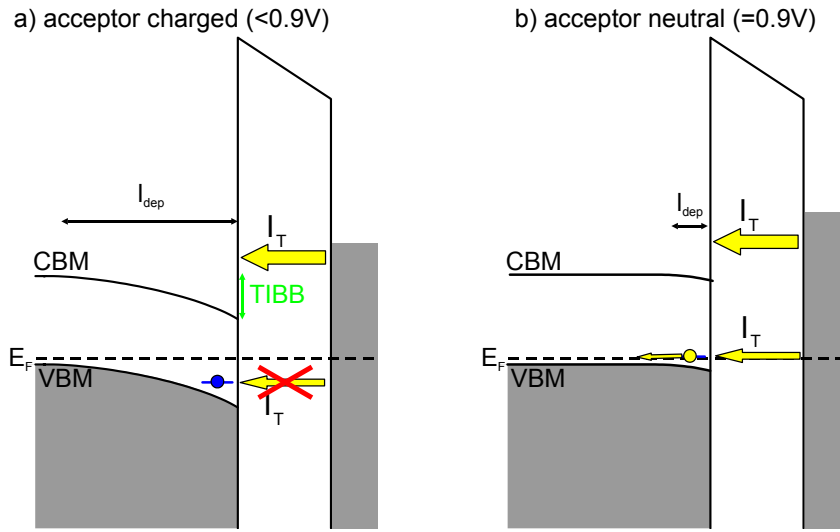 a) acceptor charged (<0.9V)
b) acceptor neutral (=0.9V)
l_dep
I_T
CBM
TIBB
E_F
VBM
I_T
l_dep
I_T
CBM
I_T
E_F
VBM